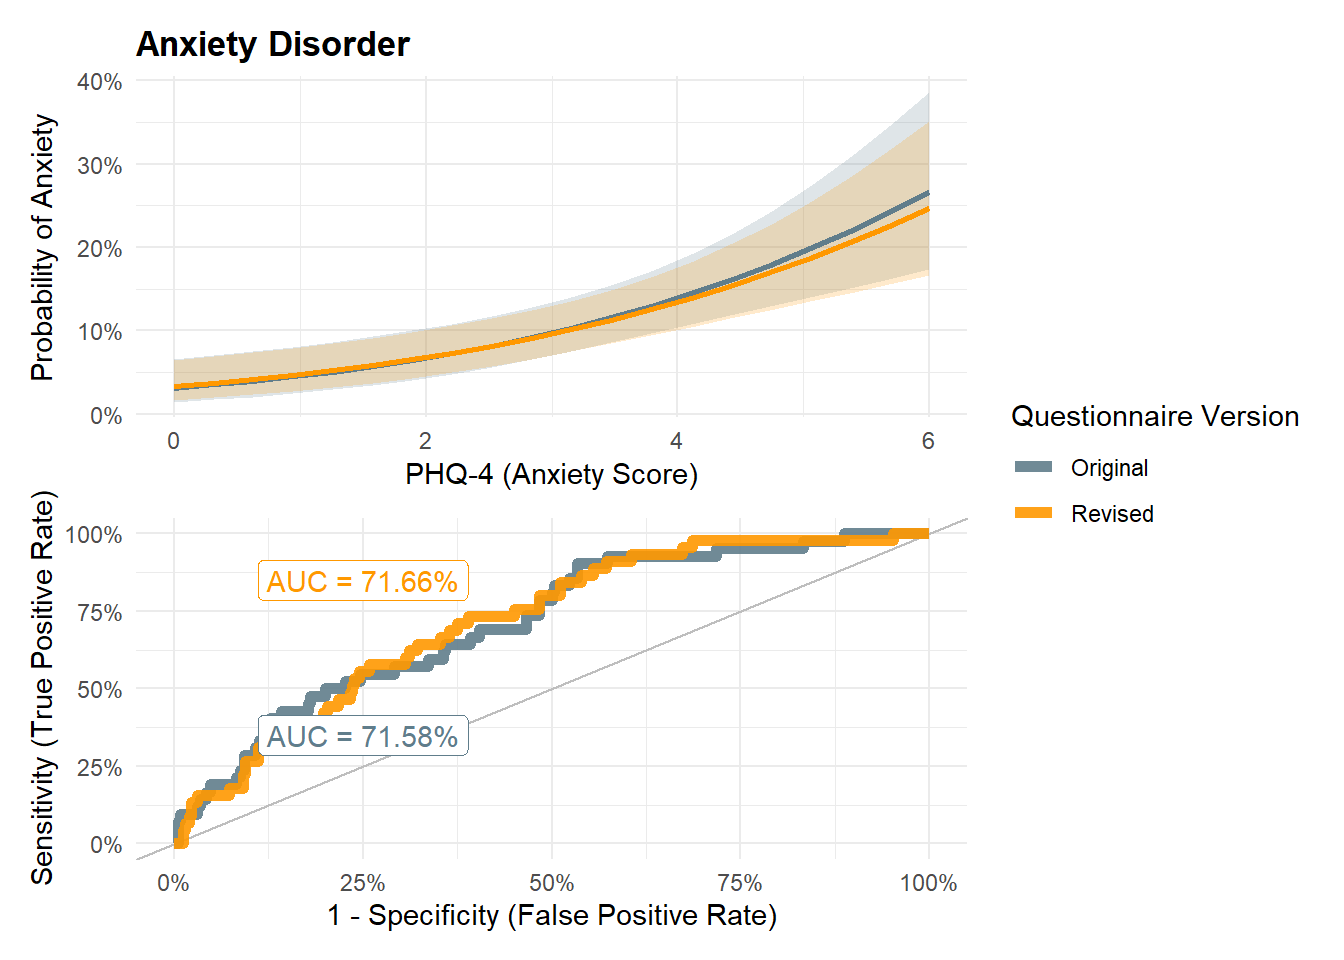 Anxiety Disorder
Probability of Anxiety
40%
30%
20%
10%
0%
0 2 4 6
PHQ-4 (Anxiety Score)
Sensitivity (True Positive Rate)
100%
75%
50%
25%
0%
AUC = 71.66%
AUC = 71.58%
0% 25% 50% 75% 100%
1 - Specificity (False Positive Rate)
Questionnaire Version
Original
Revised